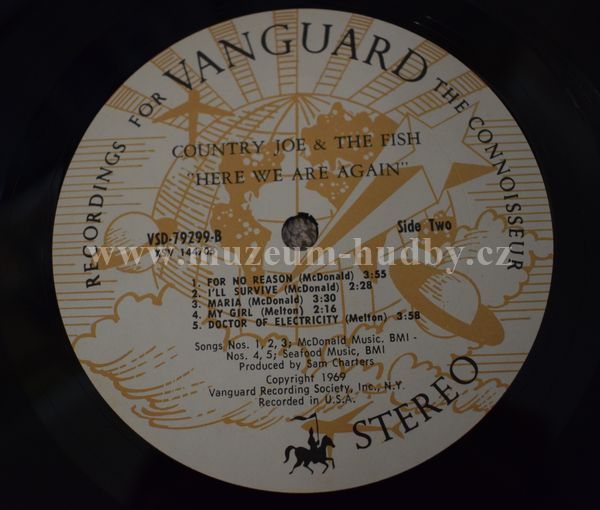 RECORDINGS FOR VANGUARD THE CONNOISSEUR
COUNTRY JOE & THE FISH
"HERE WE ARE AGAIN"
VSD-79299-B
Side Two
www.muzeum-hudby.cz
1. FOR NO REASON (McDonald) 3:55
2. I'LL SURVIVE (McDonald) 2:28
3. MARIA (McDonald) 3:30
4. MY GIRL (Melton) 2:16
5. DOCTOR OF ELECTRICITY (Melton) 3:58
Songs Nos. 1, 2, 3; McDonald Music. BMI -
Nos. 4, 5; Seafood Music, BMI
Produced by Sam Charters
Copyright 1969
Vanguard Recording Society, Inc., N.Y.
Recorded in U.S.A.
STEREO